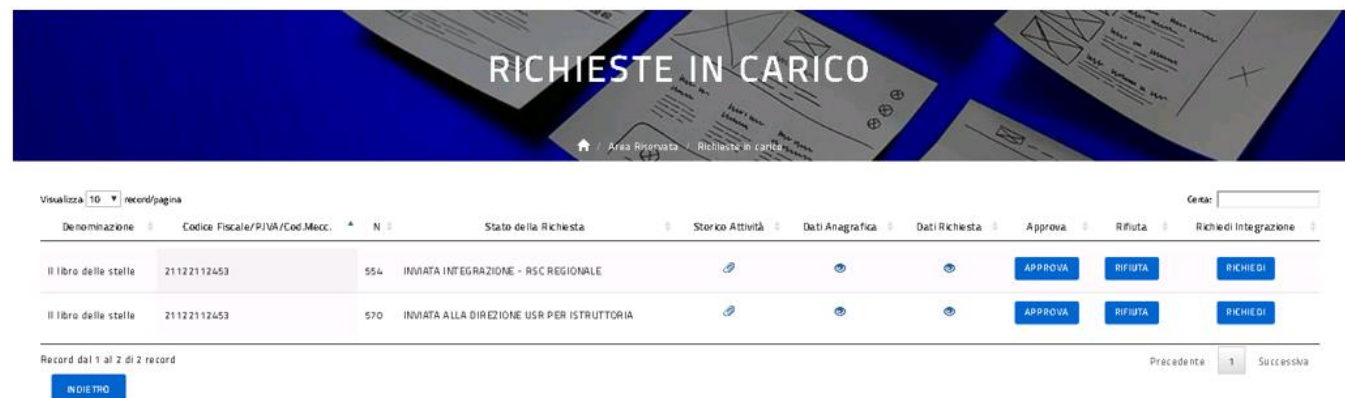 RICHIESTE IN CARICO
/ Area Riservata / Richieste in carico
Visualizza 10 record/pagina Cerca:
Denominazione Codice Fiscale/P.IVA/Cod.Mecc. N Stato della Richiesta Storico Attività Dati Anagrafica Dati Richiesta Approva Rifiuta Richiedi Integrazione
Il libro delle stelle 21122112453 554 INVIATA INTEGRAZIONE - RSC REGIONALE APPROVA RIFIUTA RICHIEDI
Il libro delle stelle 21122112453 570 INVIATA ALLA DIREZIONE USR PER ISTRUTTORIA APPROVA RIFIUTA RICHIEDI
Record dal 1 al 2 di 2 record Precedente 1 Successiva
INDIETRO